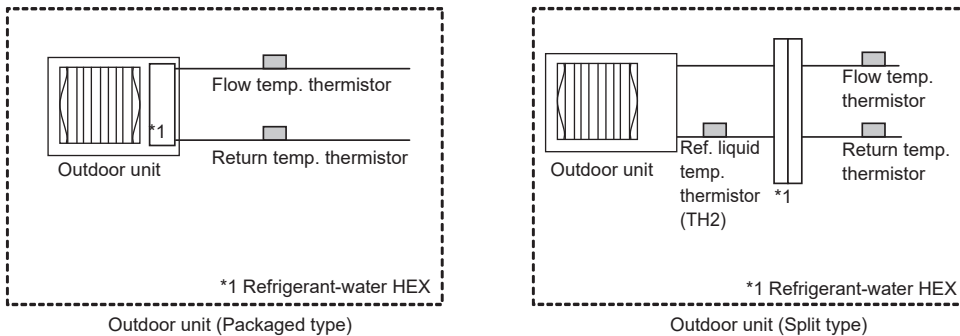 Flow temp. thermistor
*1
Return temp. thermistor
Outdoor unit
*1 Refrigerant-water HEX
Outdoor unit (Packaged type)
Flow temp.
thermistor
Outdoor unit
Ref. liquid
temp.
thermistor
(TH2)
Return temp.
thermistor
*1
*1 Refrigerant-water HEX
Outdoor unit (Split type)